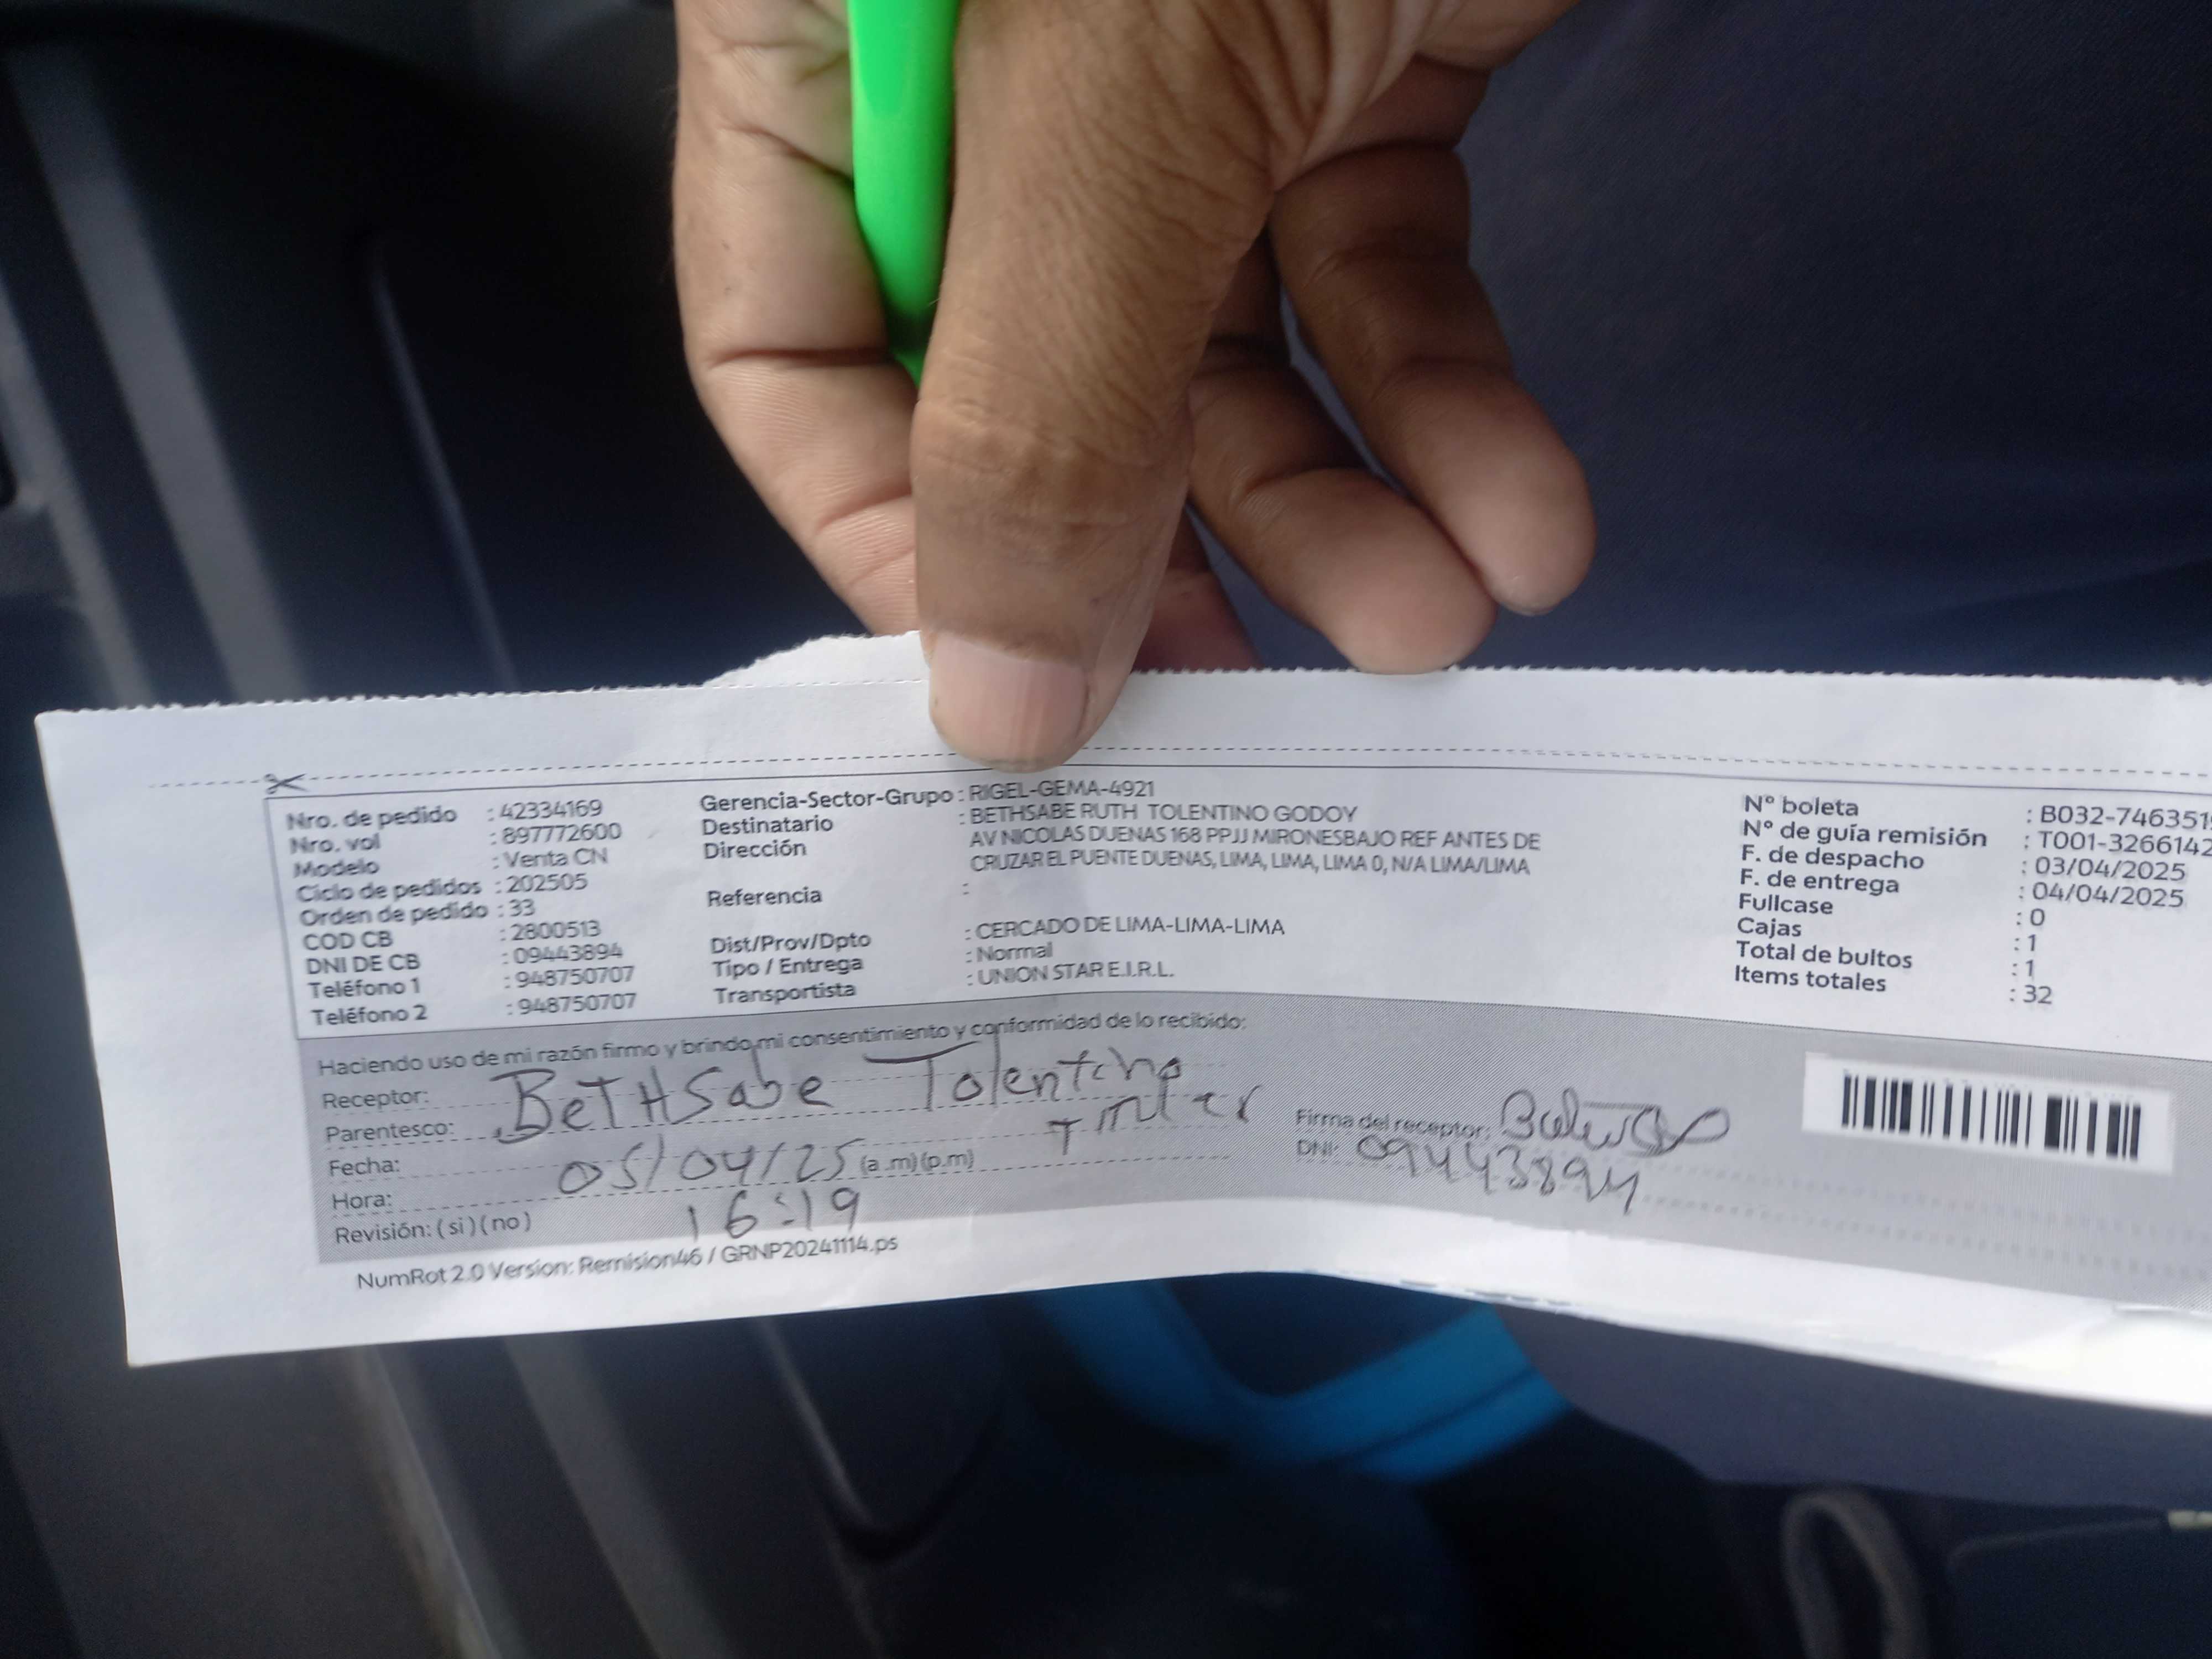 Nro. de pedido : 42334169
Nro. vol : 897772600
Modelo : Venta CN
Ciclo de pedidos : 202505
Orden de pedido : 33
COD CB : 2800513
DNI DE CB : 09443894
Teléfono 1 : 948750707
Teléfono 2 : 948750707
Gerencia-Sector-Grupo : RIGEL-GEMA-4921
Destinatario : BETHSABE RUTH TOLENTINO GODOY
Dirección AV NICOLAS DUENAS 168 PPJJ MIRONESBAJO REF ANTES DE
CRUZAR EL PUENTE DUENAS, LIMA, LIMA, LIMA 0, N/A LIMA/LIMA
Referencia :
Dist/Prov/Dpto : CERCADO DE LIMA-LIMA-LIMA
Tipo / Entrega : Normal
Transportista : UNION STAR E.I.R.L.
N° boleta : B032-746351
N° de guía remisión : T001-3266142
F. de despacho : 03/04/2025
F. de entrega : 04/04/2025
Fullcase : 0
Cajas : 1
Total de bultos : 1
Items totales : 32
Haciendo uso de mi razón firmo y brindo mi consentimiento y conformidad de lo recibido:
Receptor: BeTHSabe Tolentino
Parentesco:
Fecha: 05/04/25 (a.m)(p.m)
Hora: 16:19
Revisión: (si) (no)
Firma del receptor:
DNI: 09443894
NumRot 2.0 Version: Remision46 / GRNP20241114.ps